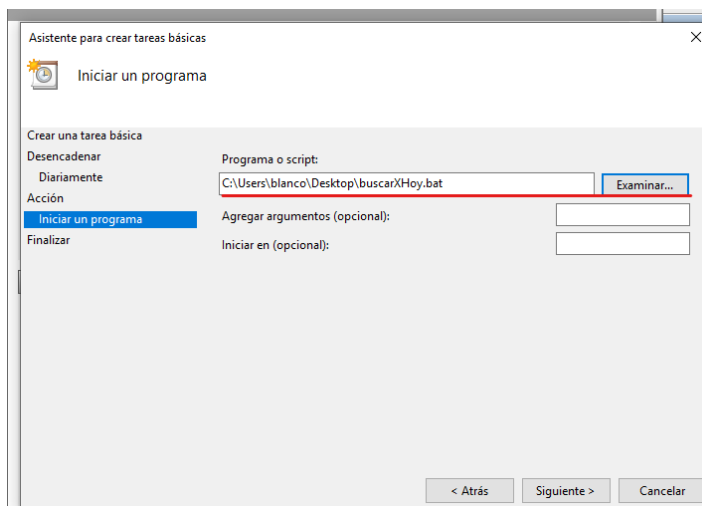 Asistente para crear tareas básicas
Iniciar un programa
Crear una tarea básica
Desencadenar
Diariamente
Acción
Iniciar un programa
Finalizar
Programa o script:
C:\Users\blanco\Desktop\buscarXHoy.bat
Examinar...
Agregar argumentos (opcional):
Iniciar en (opcional):
< Atrás
Siguiente >
Cancelar